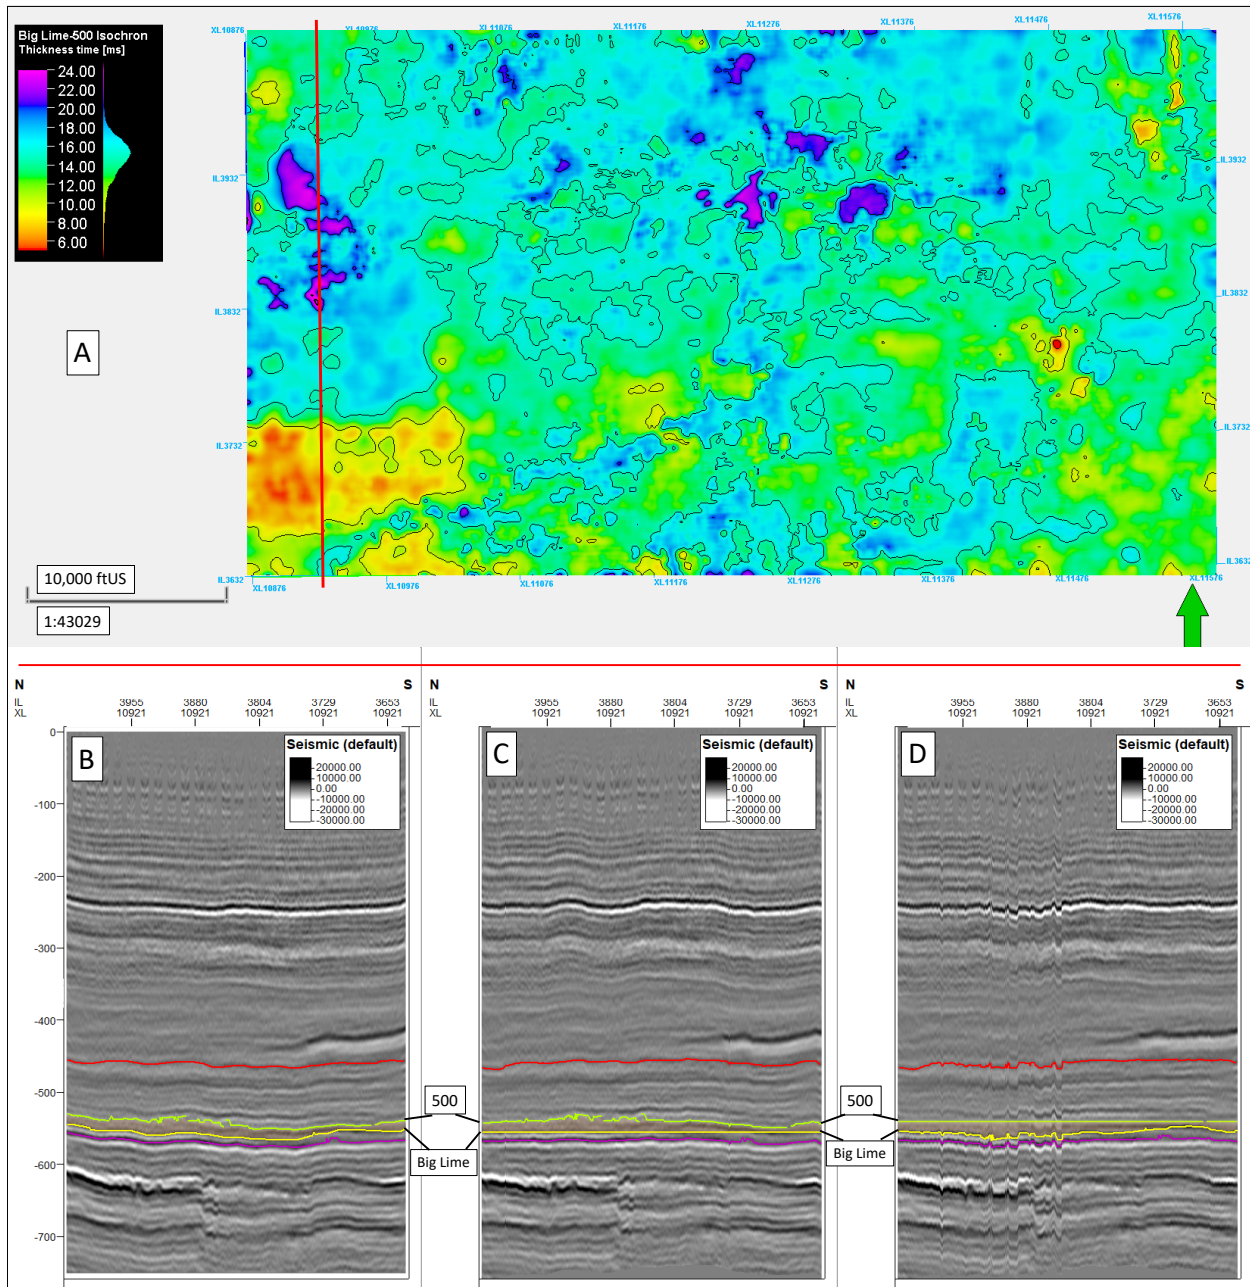 Big Lime-500 Isochron
Thickness time [ms]
24.00
22.00
20.00
18.00
16.00
14.00
12.00
10.00
8.00
6.00
XL10876 XL10976 XL11076 XL11176 XL11276 XL11376 XL11476 XL11576
IL3932 IL3932
IL3832 IL3832
IL3732 IL3732
IL3632 IL3632
XL10876 XL10976 XL11076 XL11176 XL11276 XL11376 XL11476 XL11576
A
10,000 ftUS
1:43029
N S N S N S
IL 3955 3880 3804 3729 3653 IL 3955 3880 3804 3729 3653 IL 3955 3880 3804 3729 3653
XL 10921 10921 10921 10921 10921 XL 10921 10921 10921 10921 10921 XL 10921 10921 10921 10921 10921
0
-100
-200
-300
-400
-500
-600
-700
B
Seismic (default)
20000.00
10000.00
0.00
-10000.00
-20000.00
-30000.00
C
Seismic (default)
20000.00
10000.00
0.00
-10000.00
-20000.00
-30000.00
D
Seismic (default)
20000.00
10000.00
0.00
-10000.00
-20000.00
-30000.00
500
Big Lime
500
Big Lime